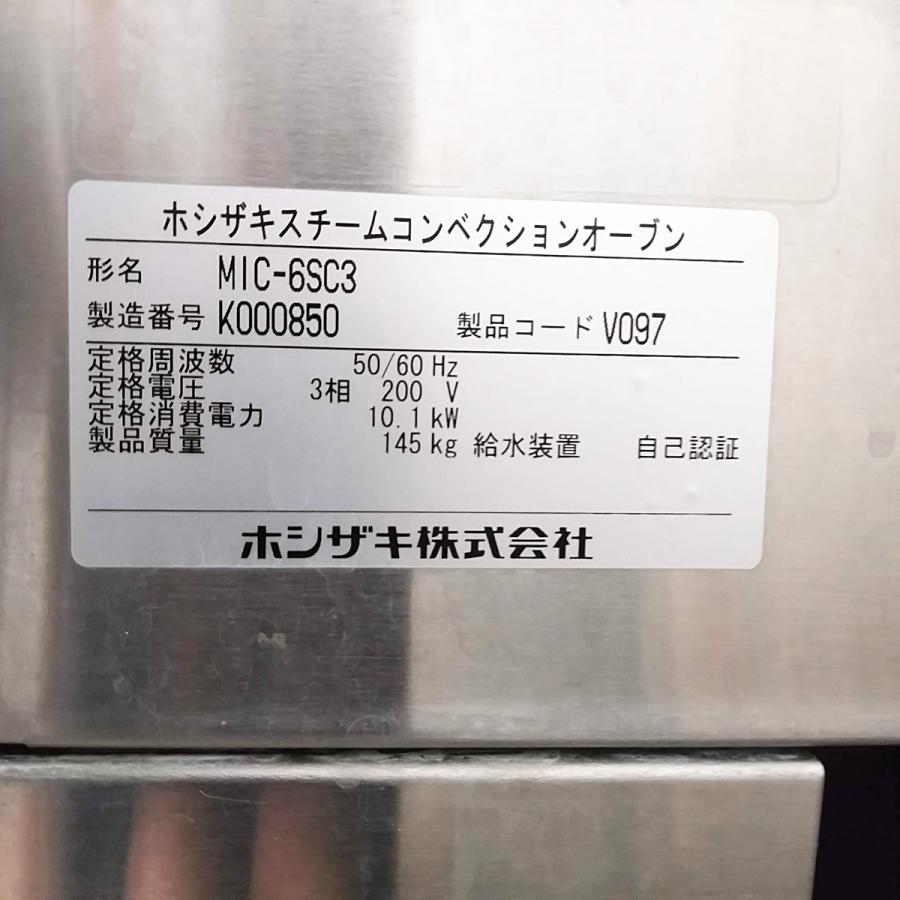 ホシザキスチームコンベクションオーブン
形名 MIC-6SC3
製造番号 K000850 製品コード V097
定格周波数 50/60 Hz
定格電圧 3相 200 V
定格消費電力 10.1 kW
製品質量 145 kg 給水装置 自己認証
ホシザキ株式会社